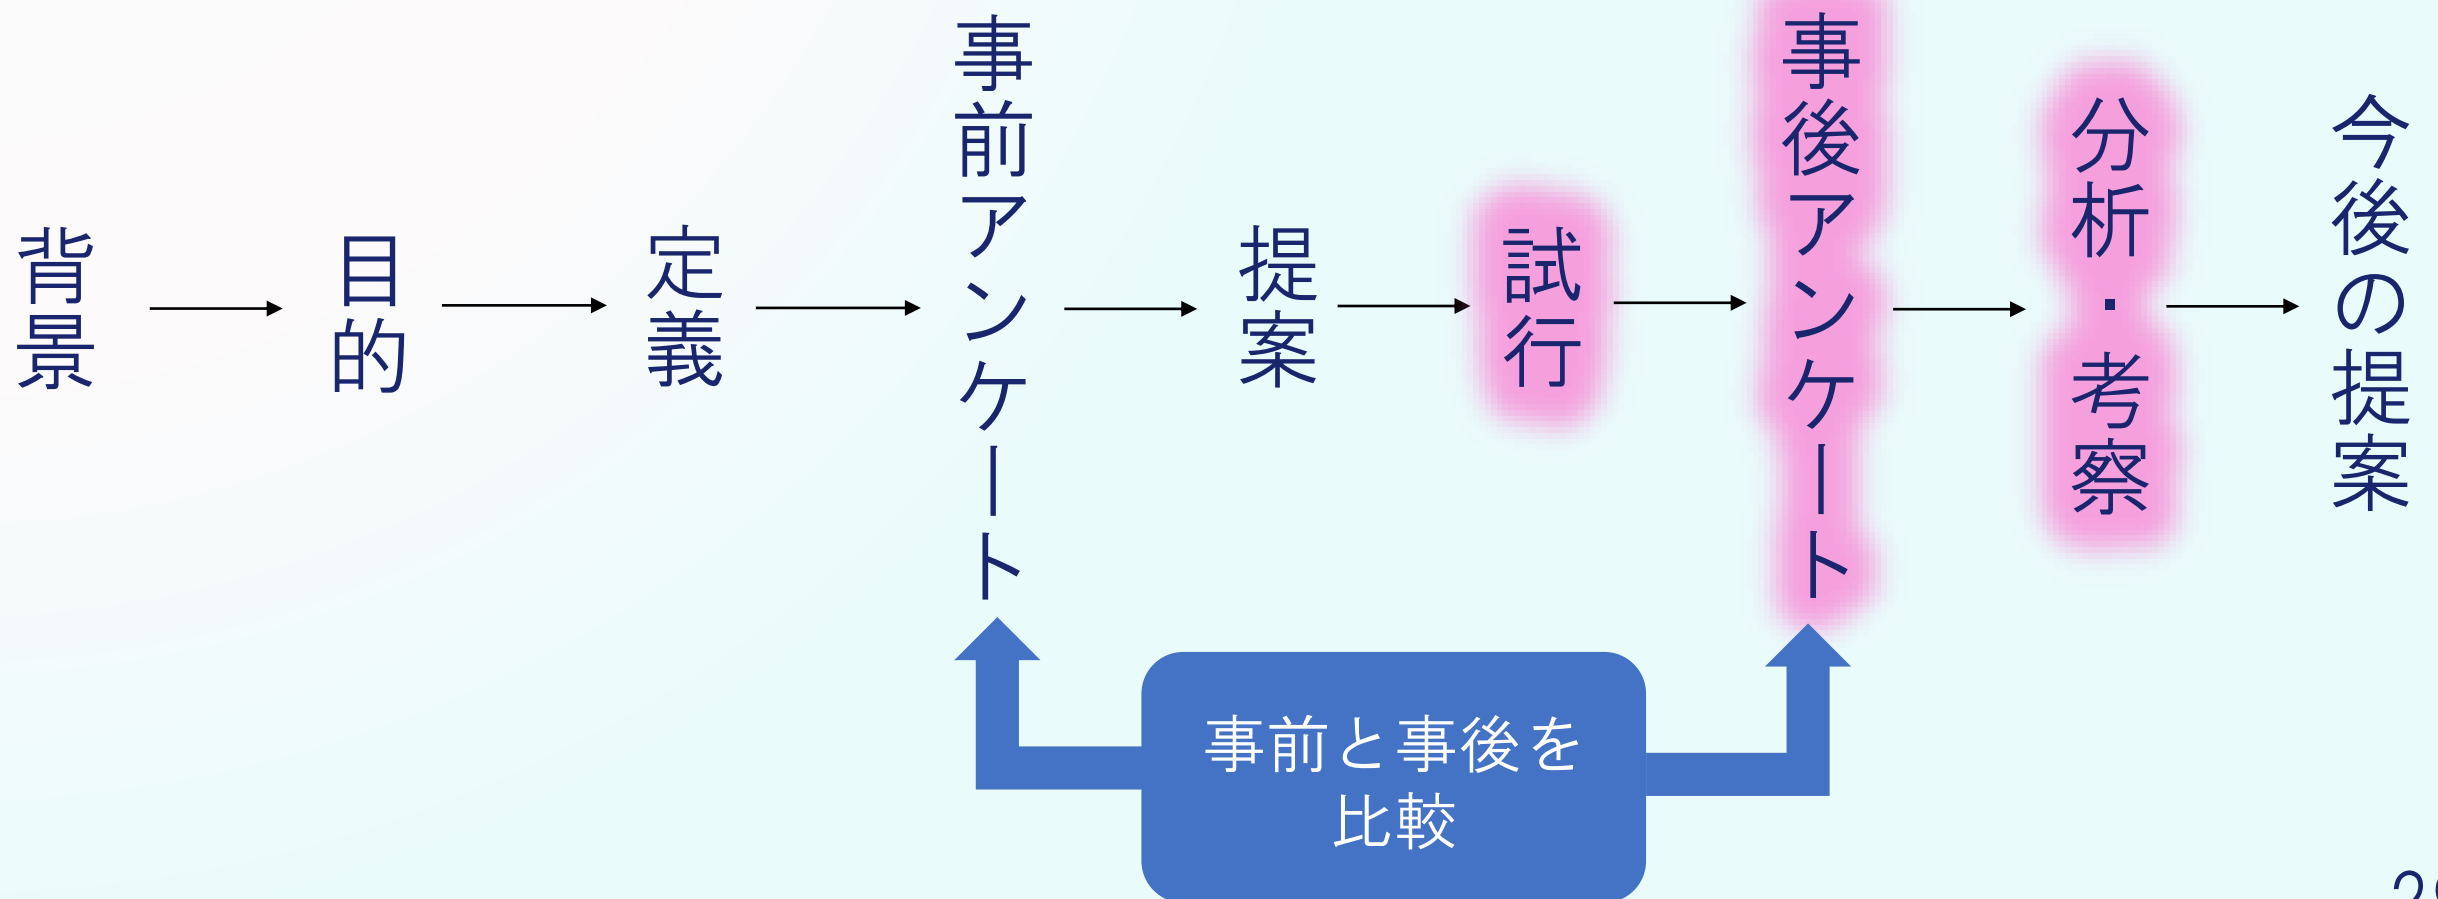 背景
目的
定義
事前アンケート
提案
試行
事後アンケート
分析・考察
今後の提案
事前と事後を
比較